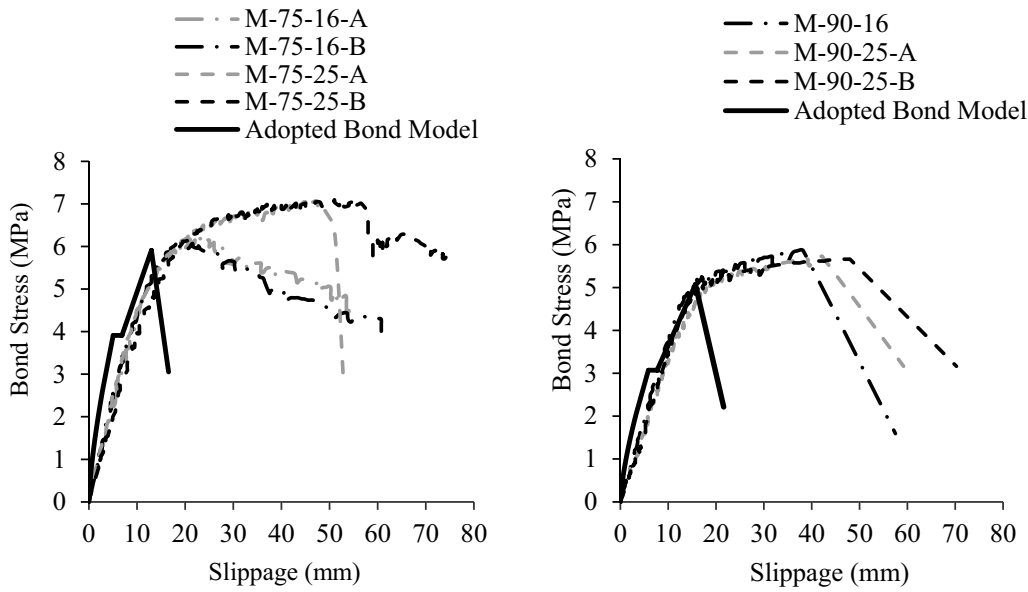 M-75-16-A
M-75-16-B
M-75-25-A
M-75-25-B
Adopted Bond Model
8
7
6
5
4
3
2
1
0
Bond Stress (MPa)
0 10 20 30 40 50 60 70 80
Slippage (mm)
M-90-16
M-90-25-A
M-90-25-B
Adopted Bond Model
8
7
6
5
4
3
2
1
0
Bond Stress (MPa)
0 10 20 30 40 50 60 70 80
Slippage (mm)